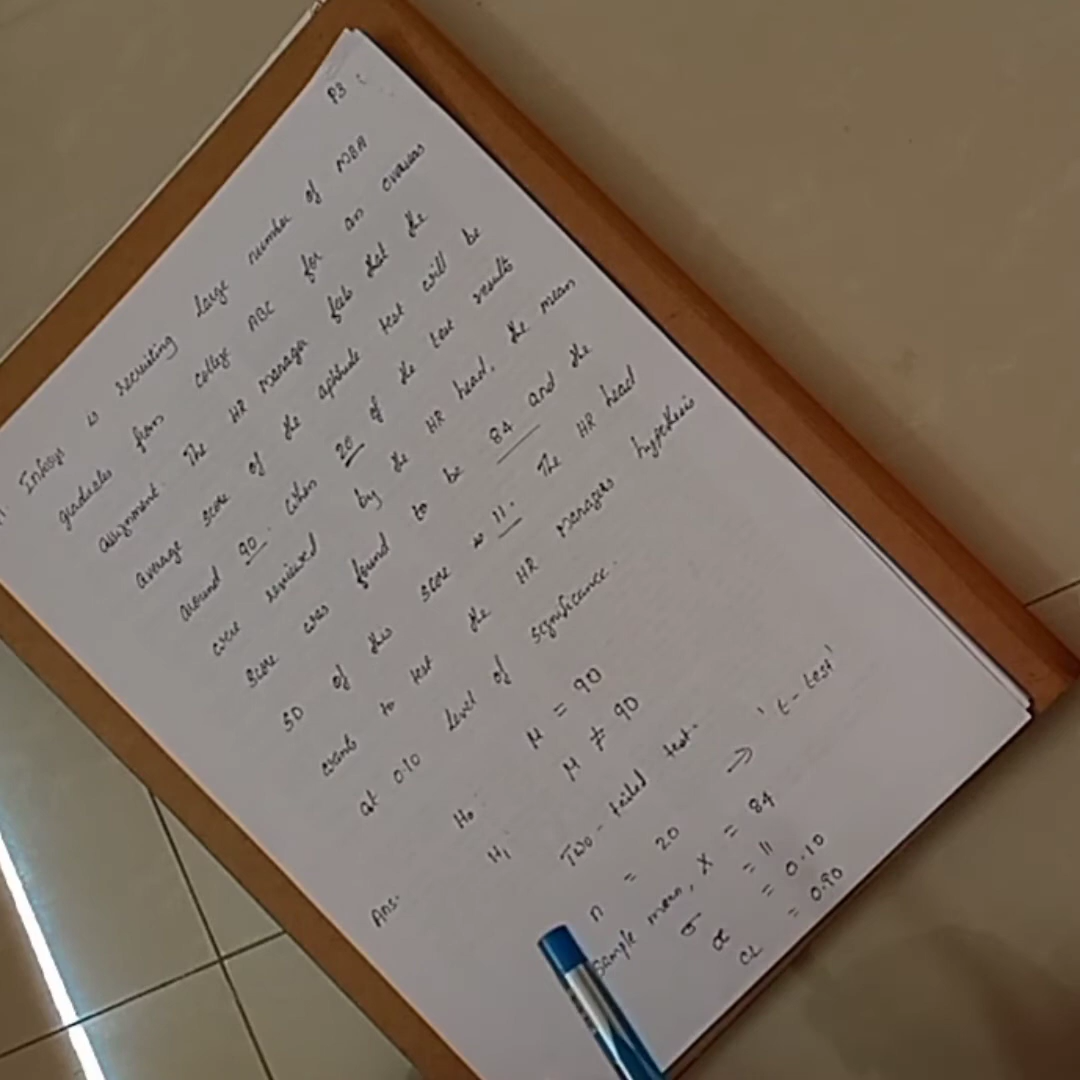 P3 :
Infosys is recruiting large number of MBA
graduates from college ABC for an overseas
assignment. The HR manager feels that the
average score of the aptitude test will be
around 90. When 20 of the test results
were reviewed by the HR head, the mean
score was found to be 84 and the
SD of this score is 11. The HR head
wants to test the HR managers hypothesis
at 0.10 level of significance.
Ans. H0 : μ = 90
H1 μ ≠ 90
Two-tailed test.
n = 20 → 't-test'
Sample mean, X = 84
σ = 11
α = 0.10
CL = 0.90